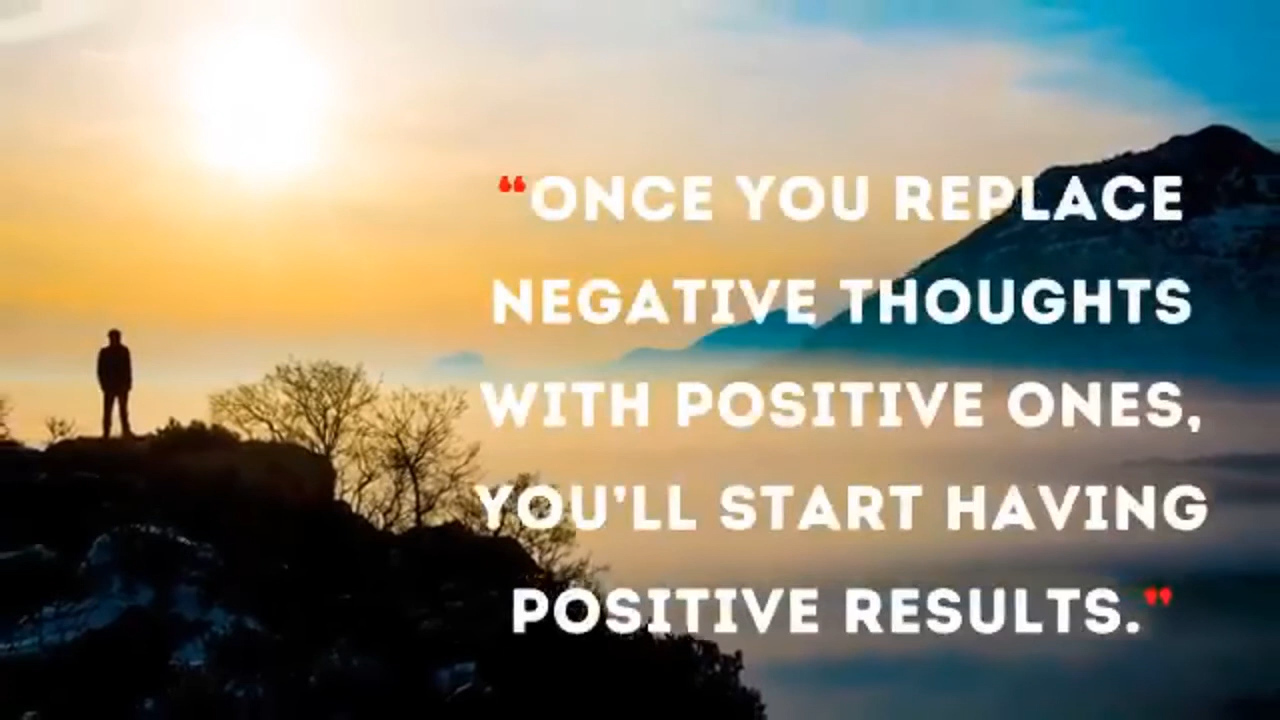 “ONCE YOU REPLACE
NEGATIVE THOUGHTS
WITH POSITIVE ONES,
YOU’LL START HAVING
POSITIVE RESULTS.”